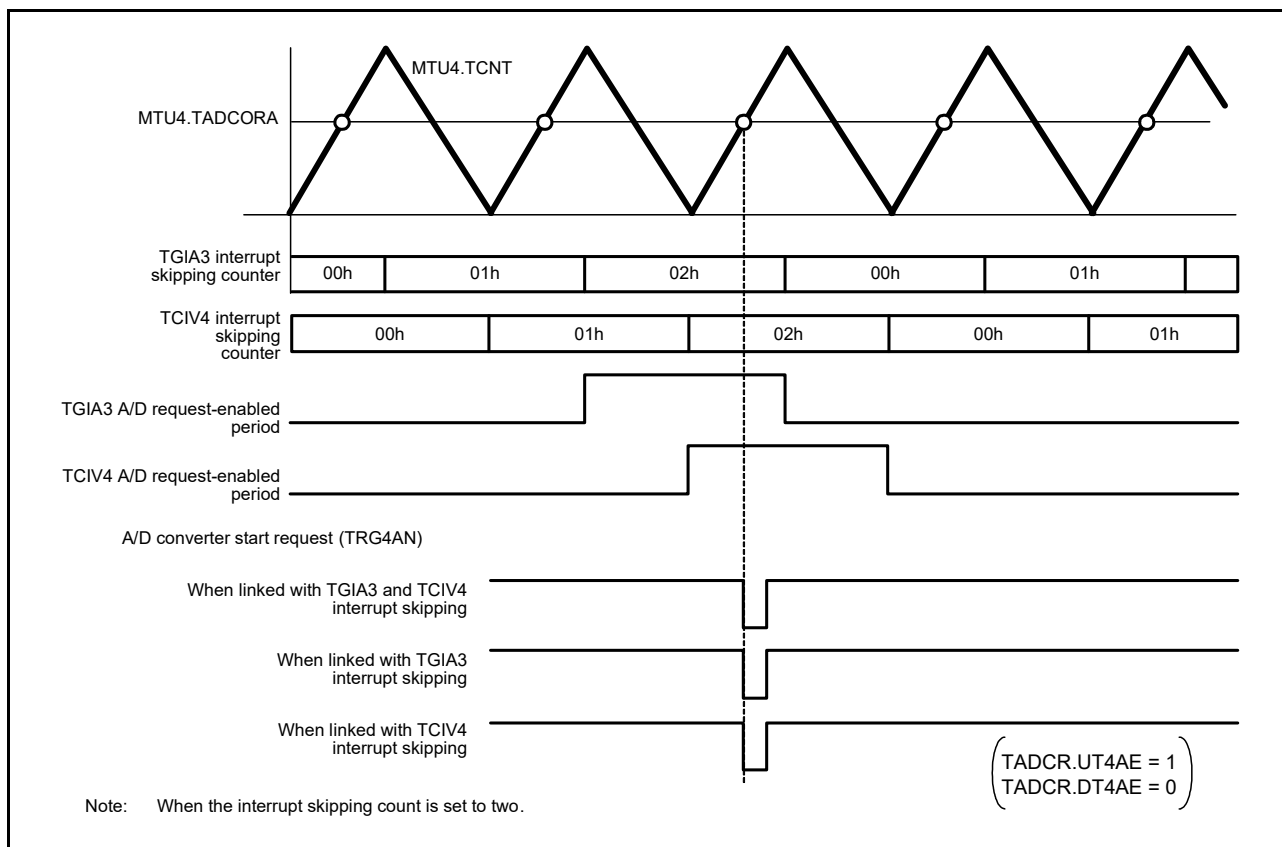 MTU4.TCNT
MTU4.TADCORA
TGIA3 interrupt
skipping counter
00h
01h
02h
00h
01h
TCIV4 interrupt
skipping
counter
00h
01h
02h
00h
01h
TGIA3 A/D request-enabled
period
TCIV4 A/D request-enabled
period
A/D converter start request (TRG4AN)
When linked with TGIA3 and TCIV4
interrupt skipping
When linked with TGIA3
interrupt skipping
When linked with TCIV4
interrupt skipping
TADCR.UT4AE = 1
TADCR.DT4AE = 0
Note: When the interrupt skipping count is set to two.